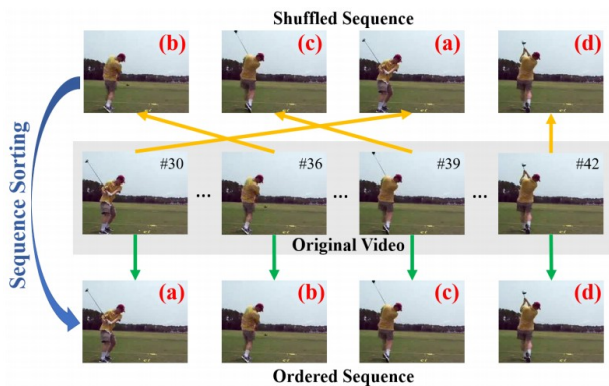 Shuffled Sequence
(b) (c) (a) (d)
Sequence Sorting
#30 #36 #39 #42
... ... ...
Original Video
(a) (b) (c) (d)
Ordered Sequence